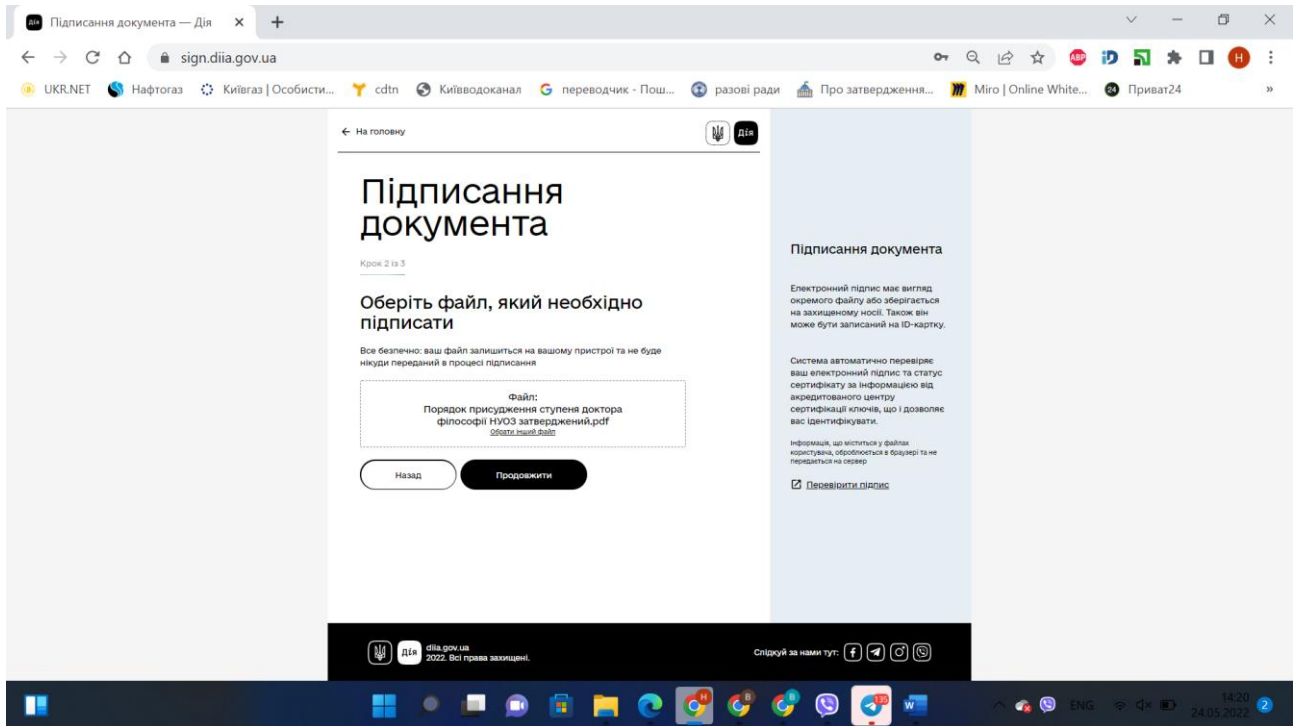 Дія Підписання документа — Дія
sign.diia.gov.ua
ABP
H
UKR.NET Нафтогаз Київгаз | Особисти... cdtn Київводоканал переводчик - Пош... разові ради Про затвердження... Miro | Online White... 24 Приват24 »
На головну
Дія
Підписання
документа
Крок 2 із 3
Оберіть файл, який необхідно
підписати
Все безпечно: ваш файл залишиться на вашому пристрої та не буде
нікуди переданий в процесі підписання
Файл:
Порядок присудження ступеня доктора
філософії НУОЗ затверджений.pdf
Обрати інший файл
Назад
Продовжити
Підписання документа
Електронний підпис має вигляд
окремого файлу або зберігається
на захищеному носії. Також він
може бути записаний на ID-картку.
Система автоматично перевіряє
ваш електронний підпис та статус
сертифікату за інформацією від
акредитованого центру
сертифікації ключів, що і дозволяє
вас ідентифікувати.
Інформація, що міститься у файлах
користувача, обробляється в браузері та не
передається на сервер
Перевірити підпис
Дія
diia.gov.ua
2022. Всі права захищені.
Слідкуй за нами тут:
H B B 135 W
ENG
14:20
24.05.2022
2